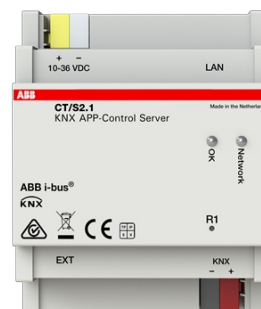 + -
10-36 VDC
LAN
ABB
CT/S2.1
KNX APP-Control Server
Made in the Netherlan
OK
Network
ABB i-bus®
KNX
CE
R1
EXT
KNX
- +